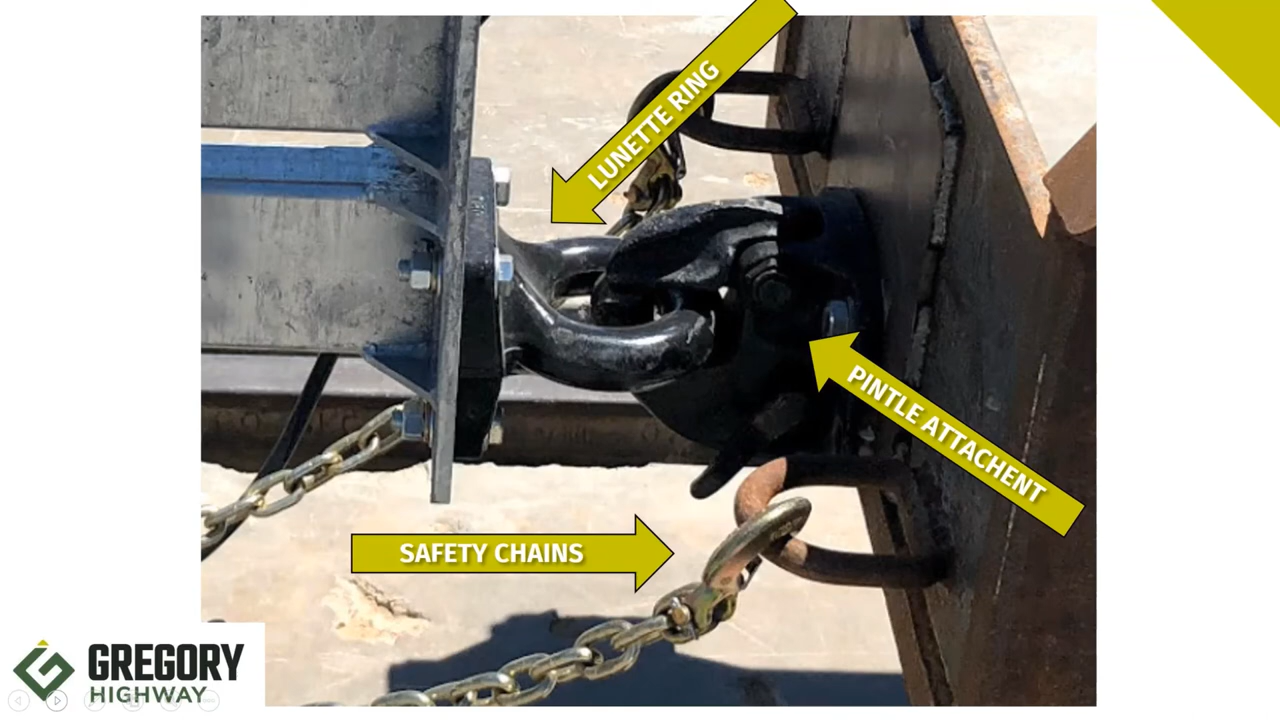 LUNETTE RING
PINTLE ATTACHENT
SAFETY CHAINS
GREGORY
HIGHWAY